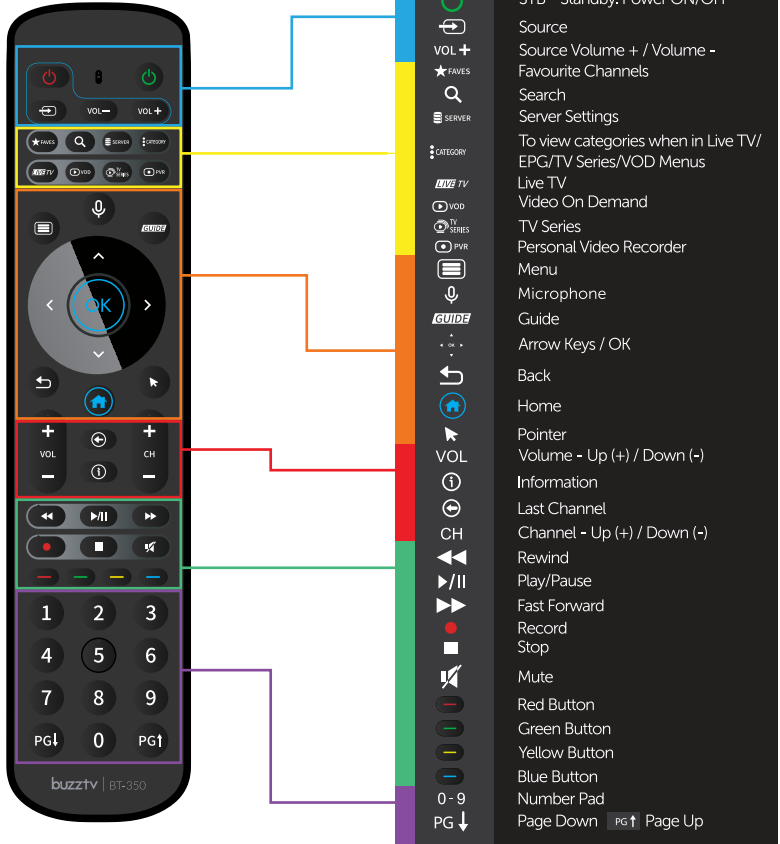 STB - Standby: Power ON/OFF
Source
VOL+ Source Volume + / Volume -
FAVES Favourite Channels
Search
SERVER Server Settings
CATEGORY To view categories when in Live TV/
EPG/TV Series/VOD Menus
LIVE TV Live TV
VOD Video On Demand
TV SERIES TV Series
PVR Personal Video Recorder
Menu
Microphone
GUIDE Guide
OK Arrow Keys / OK
Back
Home
Pointer
VOL Volume - Up (+) / Down (-)
Information
Last Channel
CH Channel - Up (+) / Down (-)
Rewind
Play/Pause
Fast Forward
Record
Stop
Mute
Red Button
Green Button
Yellow Button
Blue Button
0-9 Number Pad
PG↓ Page Down PG↑ Page Up
VOL- VOL+
FAVES SERVER CATEGORY
LIVE TV VOD TV SERIES PVR
GUIDE
OK
+ +
VOL CH
- -
1 2 3
4 5 6
7 8 9
PG↓ 0 PG↑
buzztv | BT-350